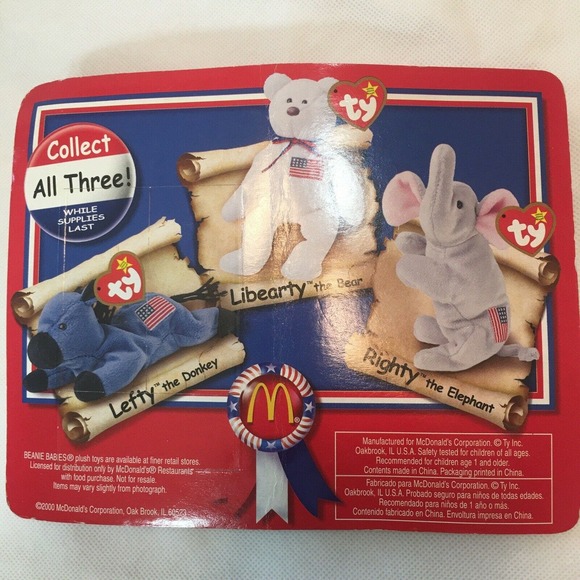 Collect
All Three!
WHILE
SUPPLIES
LAST
ty
ty
ty
Libearty™ the Bear
Lefty™ the Donkey
Righty™ the Elephant
BEANIE BABIES® plush toys are available at finer retail stores.
Licensed for distribution only by McDonald's® Restaurants
with food purchase. Not for resale.
Items may vary slightly from photograph.
©2000 McDonald's Corporation, Oak Brook, IL 60523
Manufactured for McDonald's Corporation. © Ty Inc.
Oakbrook, IL U.S.A. Safety tested for children of all ages.
Recommended for children age 1 and older.
Contents made in China. Packaging printed in China.
Fabricado para McDonald's Corporation. © Ty Inc.
Oakbrook, IL U.S.A. Probado seguro para niños de todas edades.
Recomendado para niños de 1 año o más.
Contenido fabricado en China. Envoltura impresa en China.